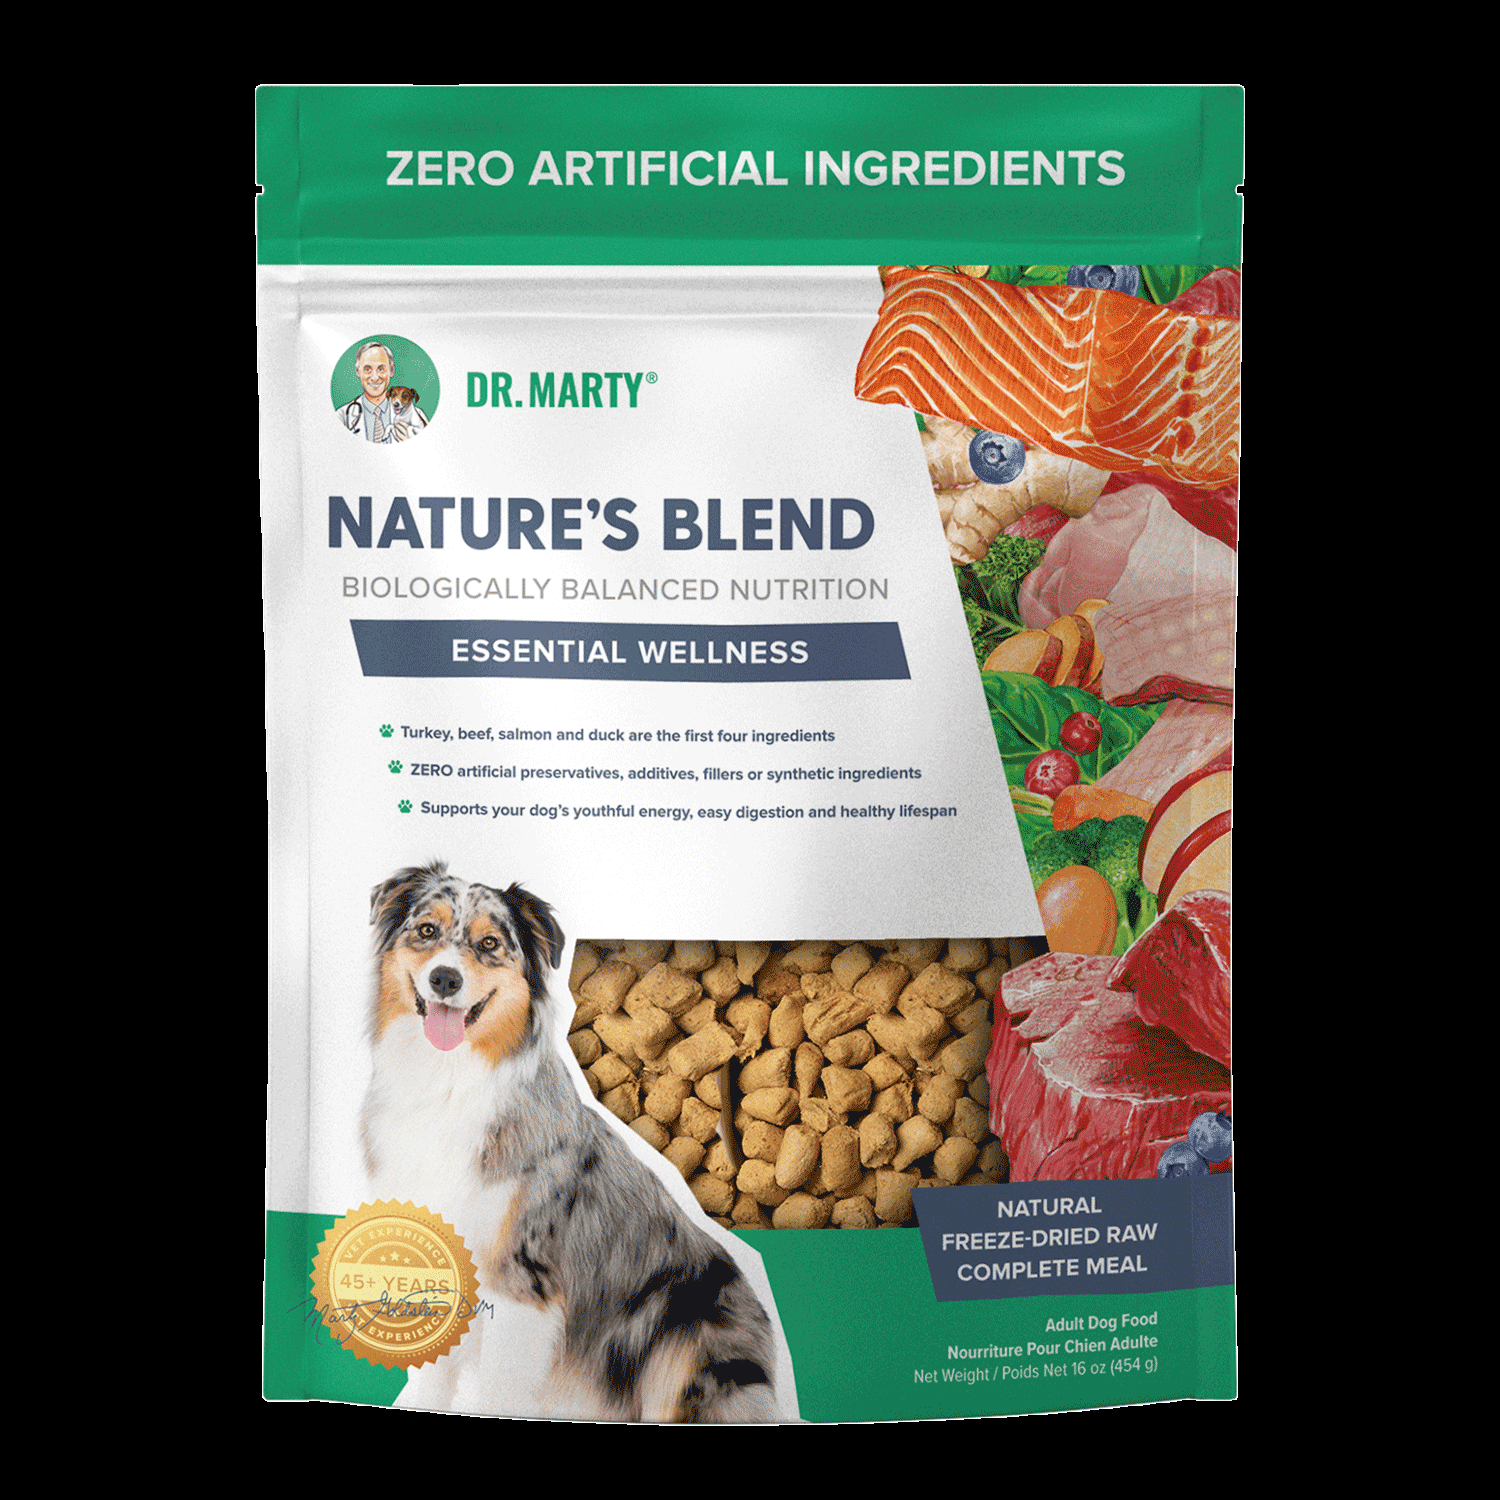 ZERO ARTIFICIAL INGREDIENTS
DR. MARTY®
NATURE'S BLEND
BIOLOGICALLY BALANCED NUTRITION
ESSENTIAL WELLNESS
Turkey, beef, salmon and duck are the first four ingredients
ZERO artificial preservatives, additives, fillers or synthetic ingredients
Supports your dog's youthful energy, easy digestion and healthy lifespan
VET EXPERIENCE
45+ YEARS
Marty Goldstein DVM
EXPERIENCE
NATURAL
FREEZE-DRIED RAW
COMPLETE MEAL
Adult Dog Food
Nourriture Pour Chien Adulte
Net Weight / Poids Net 16 oz (454 g)